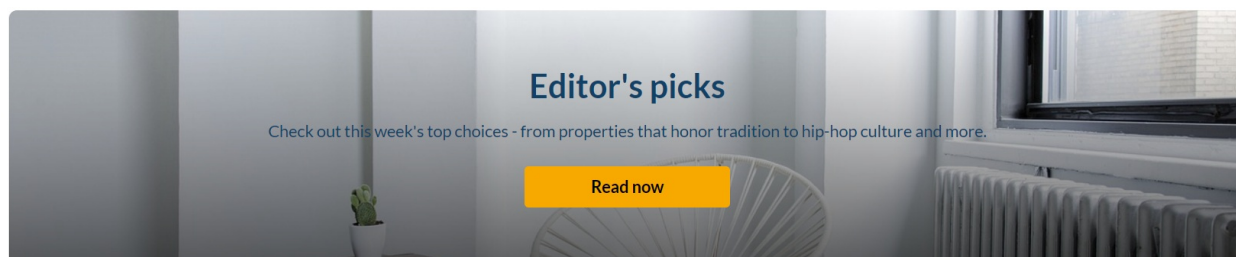 Editor's picks
Check out this week's top choices - from properties that honor tradition to hip-hop culture and more.
Read now